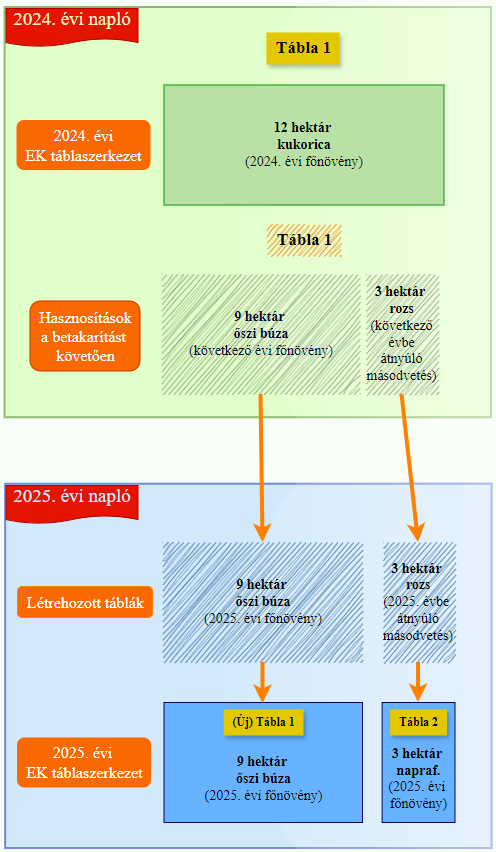 2024. évi napló
Tábla 1
2024. évi
EK táblaszerkezet
12 hektár
kukorica
(2024. évi főnövény)
Tábla 1
Hasznosítások
a betakarítást
követően
9 hektár
őszi búza
(következő évi főnövény)
3 hektár
rozs
(következő
évbe
átnyúló
másodvetés)
2025. évi napló
Létrehozott táblák
9 hektár
őszi búza
(2025. évi főnövény)
3 hektár
rozs
(2025. évbe
átnyúló
másodvetés)
2025. évi
EK táblaszerkezet
(Új) Tábla 1
9 hektár
őszi búza
(2025. évi főnövény)
Tábla 2
3 hektár
napraf.
(2025. évi
főnövény)